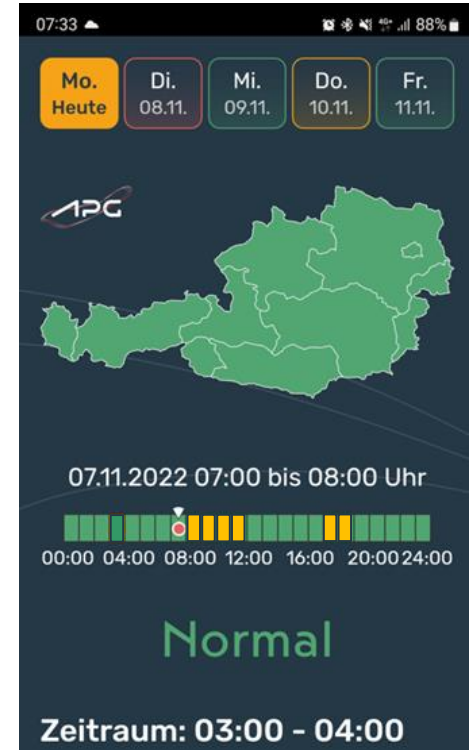 07:33 4G+ 88%
Mo. Di. Mi. Do. Fr.
Heute 08.11. 09.11. 10.11. 11.11.
APG
07.11.2022 07:00 bis 08:00 Uhr
00:00 04:00 08:00 12:00 16:00 20:00 24:00
Normal
Zeitraum: 03:00 - 04:00